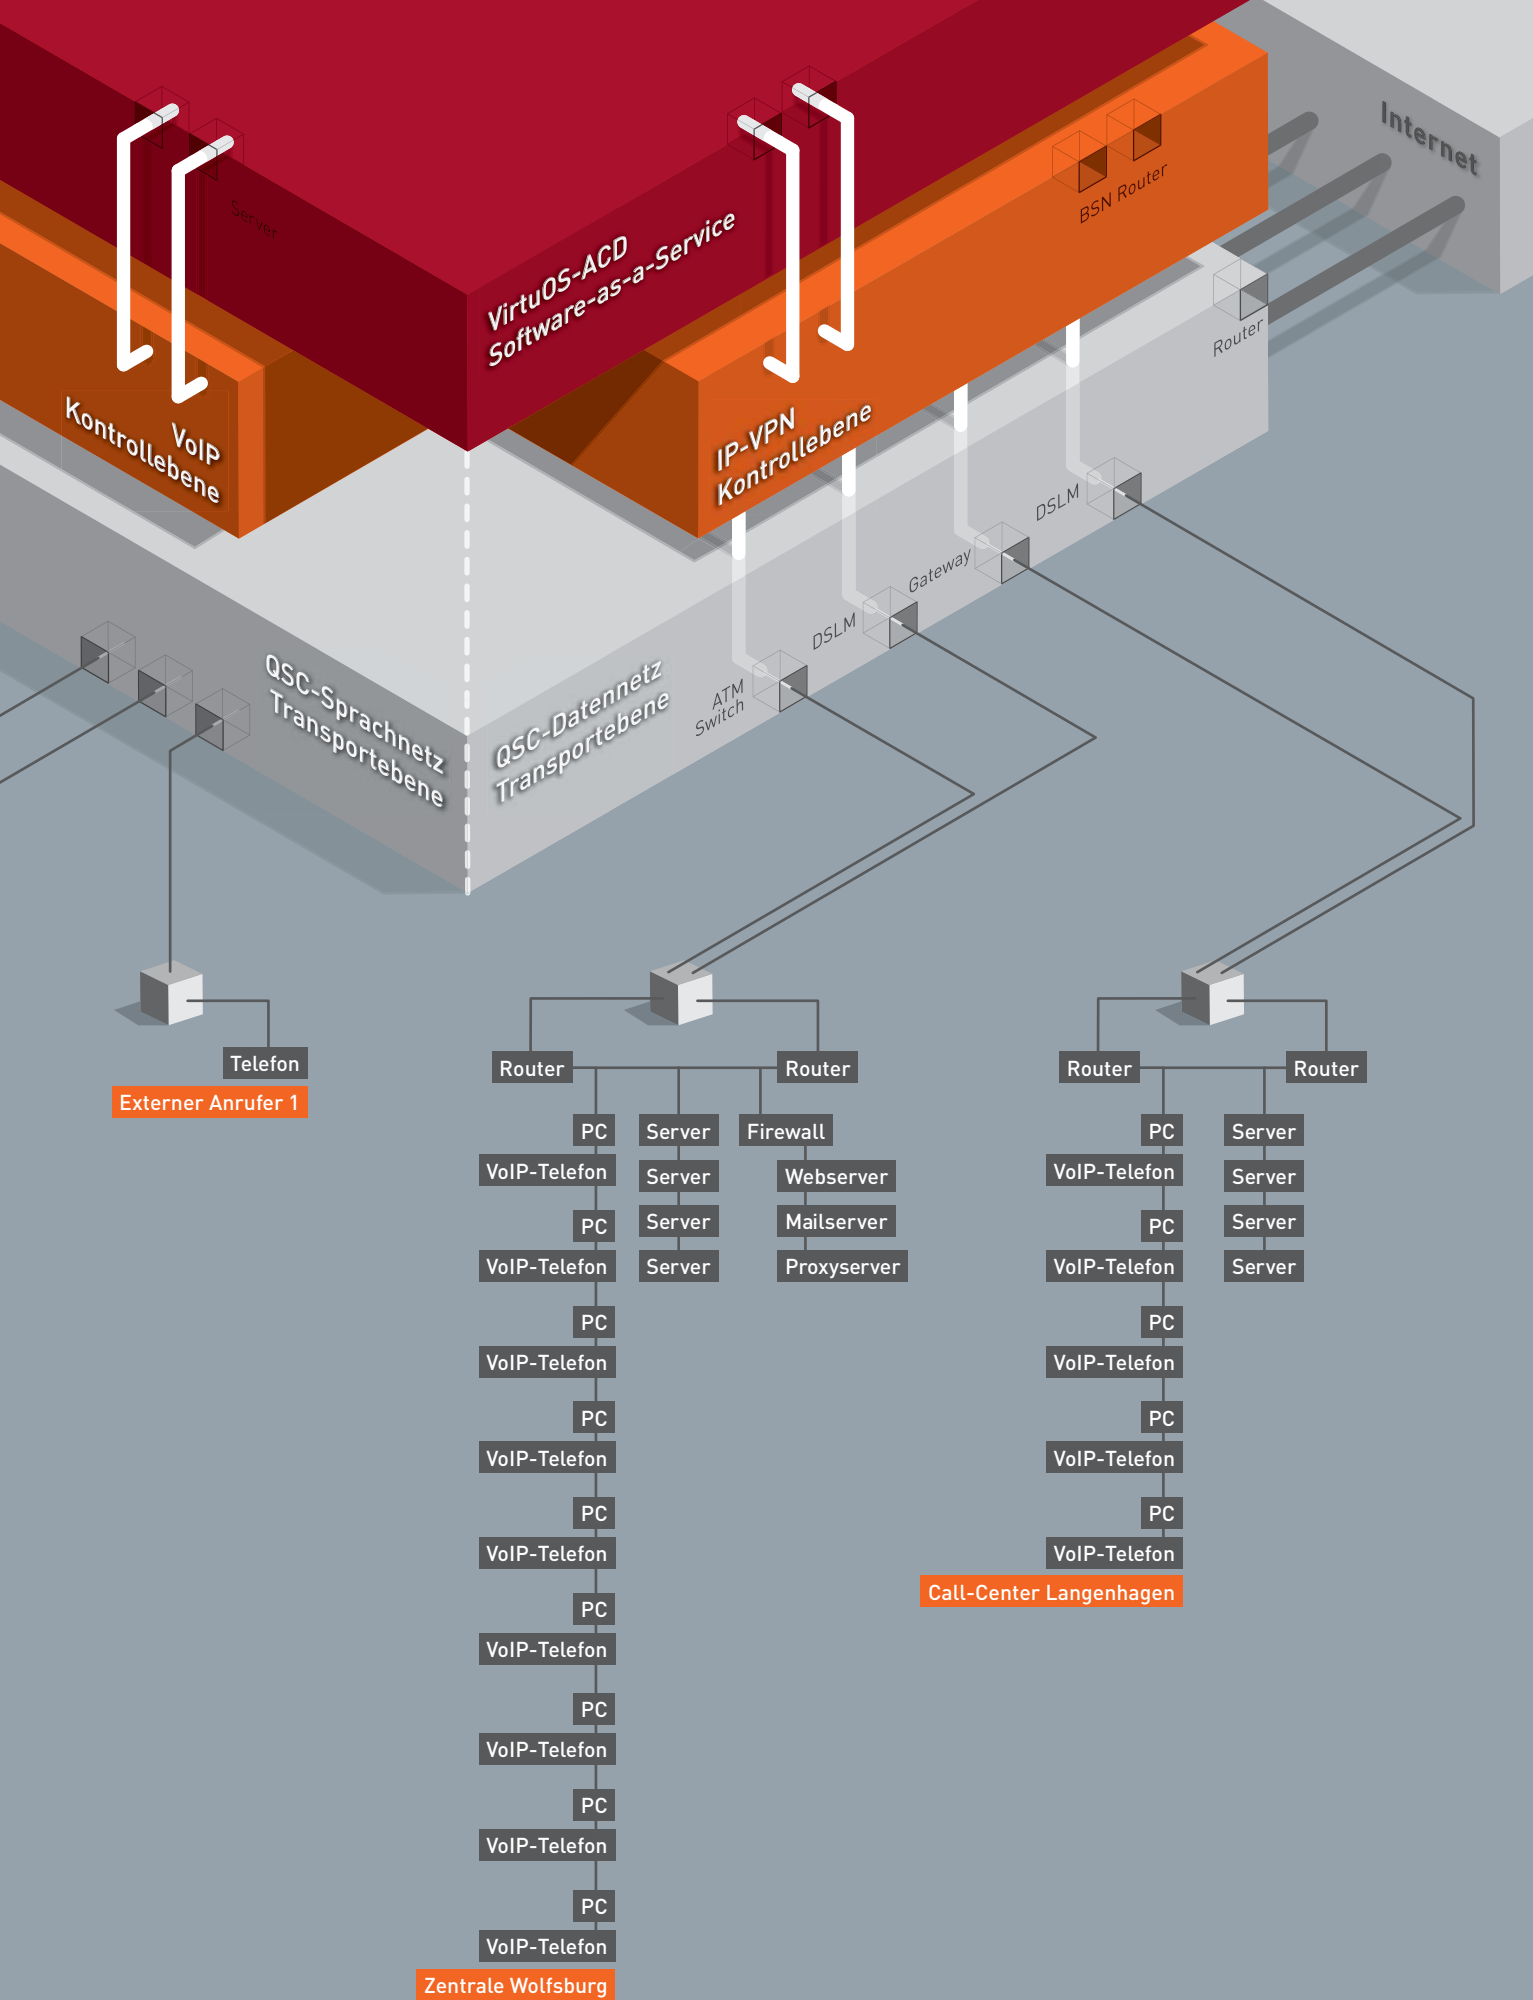 Internet
Server
BSN Router
VirtuOS-ACD
Software-as-a-Service
Router
VoIP
Kontrollebene
IP-VPN
Kontrollebene
DSLM
Gateway
DSLM
ATM
Switch
QSC-Sprachnetz
Transportebene
QSC-Datennetz
Transportebene
Telefon
Externer Anrufer 1
Router
Router
PC
Server
Firewall
VoIP-Telefon
Server
Webserver
PC
Server
Mailserver
VoIP-Telefon
Server
Proxyserver
PC
VoIP-Telefon
PC
VoIP-Telefon
PC
VoIP-Telefon
PC
VoIP-Telefon
PC
VoIP-Telefon
PC
VoIP-Telefon
PC
VoIP-Telefon
Zentrale Wolfsburg
Router
Router
PC
Server
VoIP-Telefon
Server
PC
Server
VoIP-Telefon
Server
PC
VoIP-Telefon
PC
VoIP-Telefon
PC
VoIP-Telefon
Call-Center Langenhagen